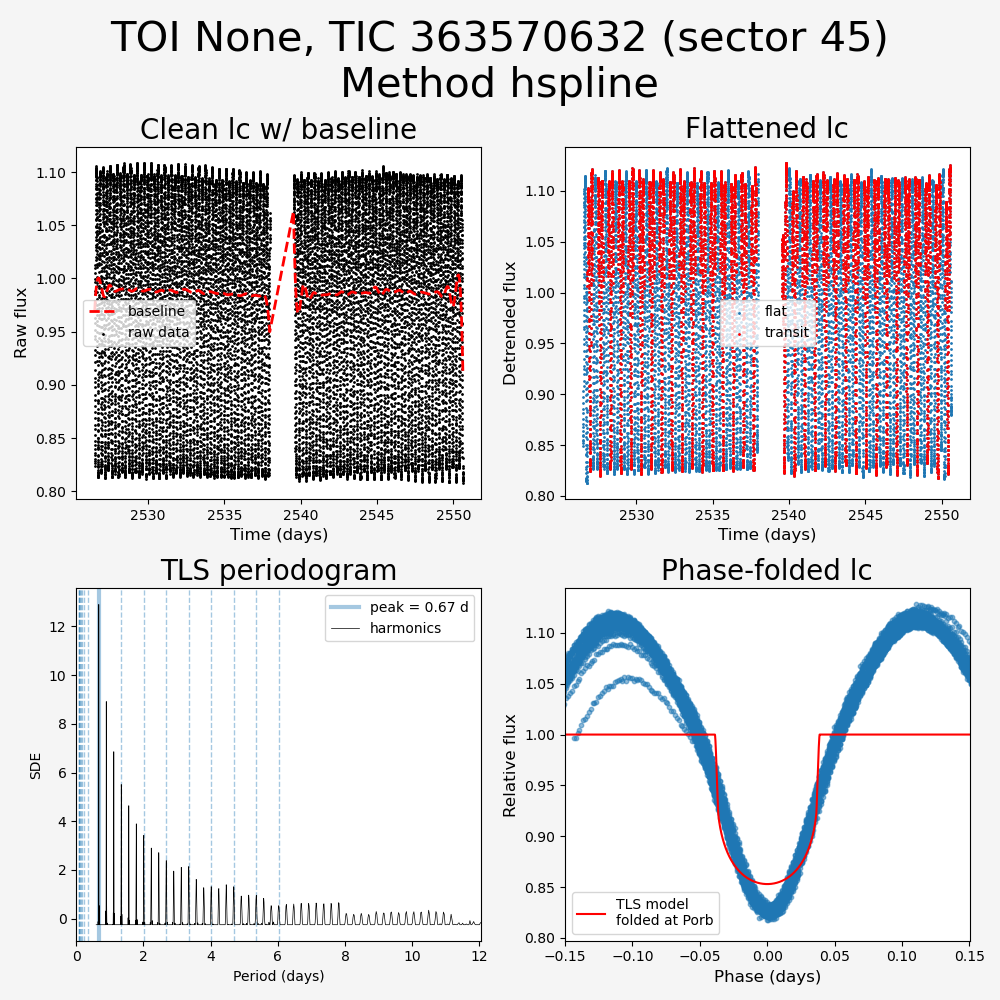 TOI None, TIC 363570632 (sector 45)
Method hspline
Clean lc w/ baseline
Raw flux
1.10
1.05
1.00
0.95
0.90
0.85
0.80
baseline
raw data
2530
2535
2540
2545
2550
Time (days)
Flattened lc
Detrended flux
1.10
1.05
1.00
0.95
0.90
0.85
0.80
flat
transit
2530
2535
2540
2545
2550
Time (days)
TLS periodogram
SDE
12
10
8
6
4
2
0
peak = 0.67 d
harmonics
0
2
4
6
8
10
12
Period (days)
Phase-folded lc
Relative flux
1.10
1.05
1.00
0.95
0.90
0.85
0.80
TLS model
folded at Porb
−0.15
−0.10
−0.05
0.00
0.05
0.10
0.15
Phase (days)